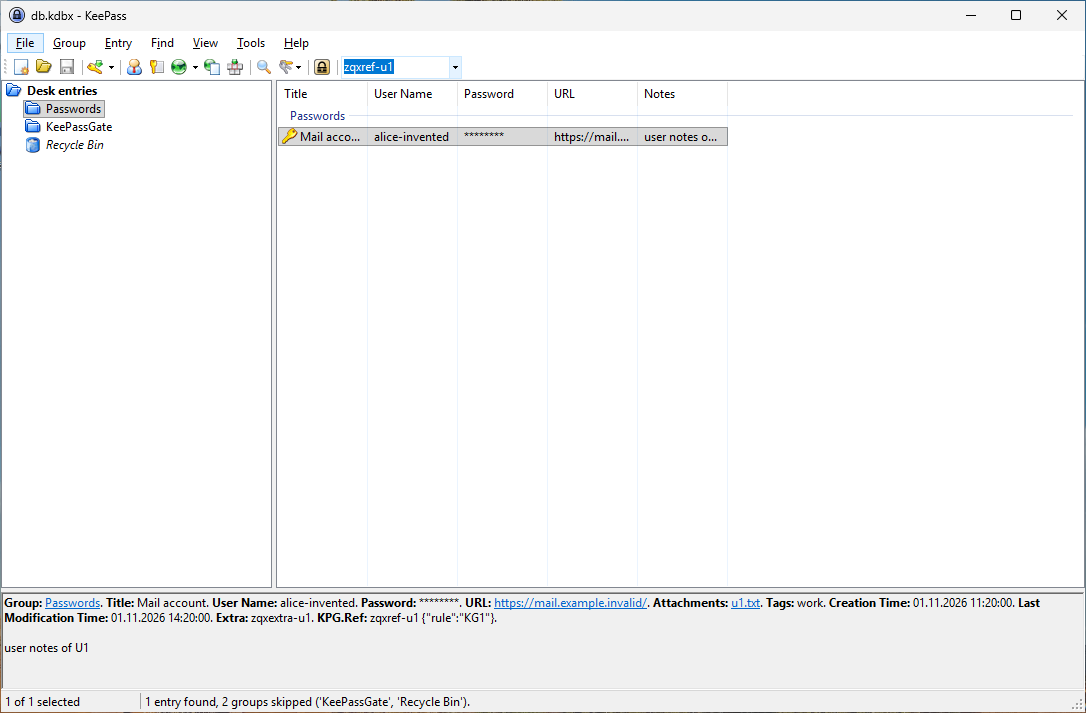 db.kdbx - KeePass
File Group Entry Find View Tools Help
zqxref-u1
Desk entries
Passwords
KeePassGate
Recycle Bin
Title User Name Password URL Notes
Passwords
Mail acco... alice-invented ******** https://mail.... user notes o...
Group: Passwords. Title: Mail account. User Name: alice-invented. Password: ********. URL: https://mail.example.invalid/. Attachments: u1.txt. Tags: work. Creation Time: 01.11.2026 11:20:00. Last
Modification Time: 01.11.2026 14:20:00. Extra: zqxextra-u1. KPG.Ref: zqxref-u1 {"rule":"KG1"}.
user notes of U1
1 of 1 selected
1 entry found, 2 groups skipped ('KeePassGate', 'Recycle Bin').